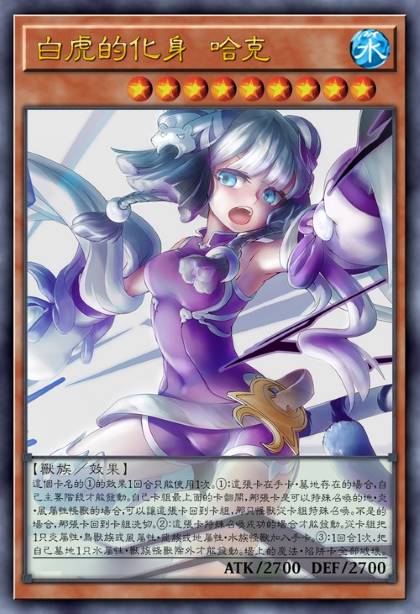 白虎的化身 哈克
水
【獸族／效果】
這個卡名的①的效果1回合只能使用1次。①:這張卡在手卡·墓地存在的場合,自
己主要階段才能發動。自己卡組最上面的卡翻開,那張卡是可以特殊召喚的地·炎
·風屬性怪獸的場合,可以讓這張卡回到卡組,那只怪獸從卡組特殊召喚。不是的
場合,那張卡回到卡組洗切。②:這張卡特殊召喚成功的場合才能發動。從卡組把
1只炎屬性·鳥獸族或風屬性·龍族或地屬性·水族怪獸加入手卡。③:1回合1次,把
自己墓地1只水屬性·獸族怪獸除外才能發動。場上的魔法·陷阱卡全部破壞。
ATK/2700 DEF/2700